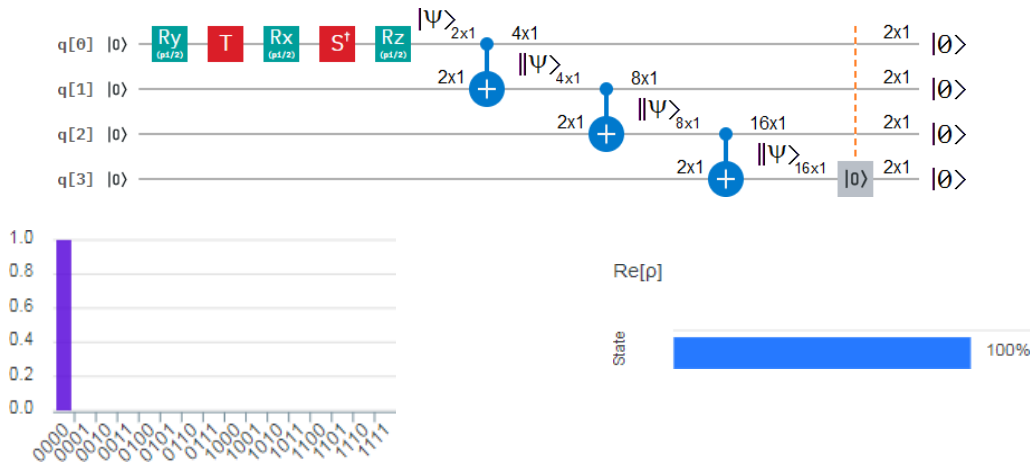 |Ψ⟩2x1 4x1 2x1 |0⟩
q[0] |0⟩ Ry (pi/2) T Rx (pi/2) S† Rz (pi/2)
‖Ψ⟩4x1 8x1 2x1 |0⟩
q[1] |0⟩ 2x1
‖Ψ⟩8x1 16x1 2x1 |0⟩
q[2] |0⟩ 2x1
‖Ψ⟩16x1
q[3] |0⟩ 2x1 |0⟩ 2x1 |0⟩
1.0
0.8
0.6
0.4
0.2
0.0
0000 0001 0010 0011 0100 0101 0110 0111 1000 1001 1010 1011 1100 1101 1110 1111
Re[ρ]
State
100%